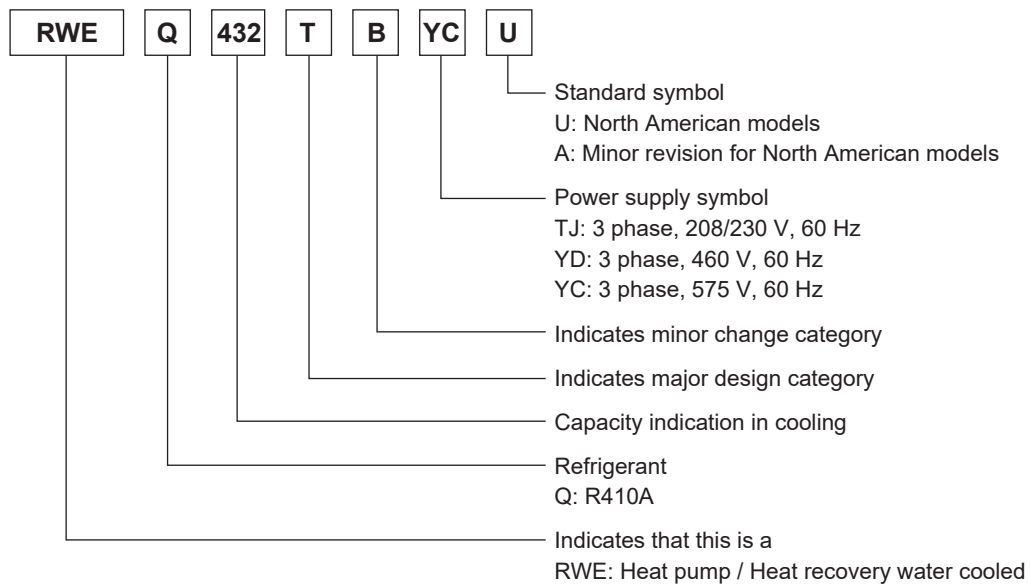 RWE Q 432 T B YC U
Standard symbol
U: North American models
A: Minor revision for North American models
Power supply symbol
TJ: 3 phase, 208/230 V, 60 Hz
YD: 3 phase, 460 V, 60 Hz
YC: 3 phase, 575 V, 60 Hz
Indicates minor change category
Indicates major design category
Capacity indication in cooling
Refrigerant
Q: R410A
Indicates that this is a
RWE: Heat pump / Heat recovery water cooled